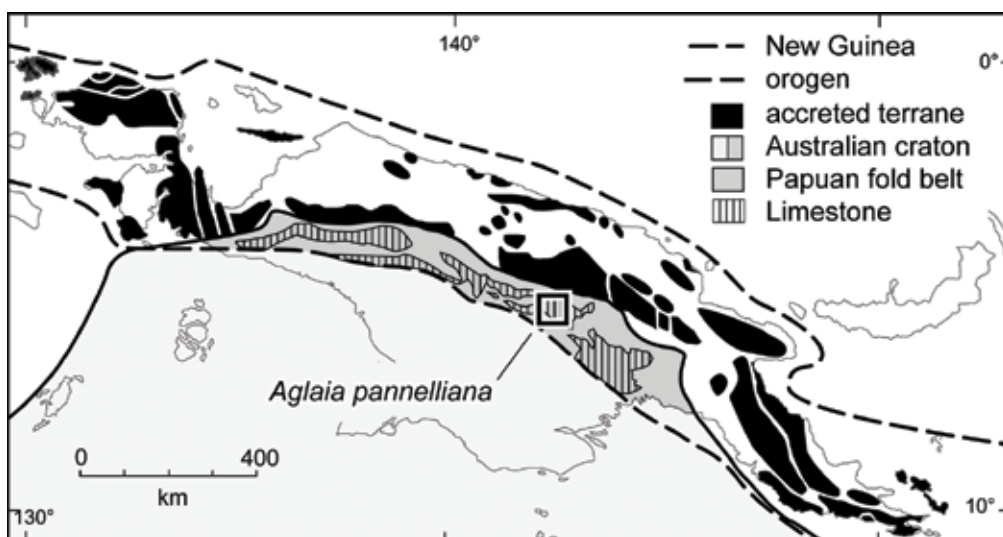 140°
0°
New Guinea
orogen
accreted terrane
Australian craton
Papuan fold belt
Limestone
Aglaia pannelliana
0
400
km
130°
10°